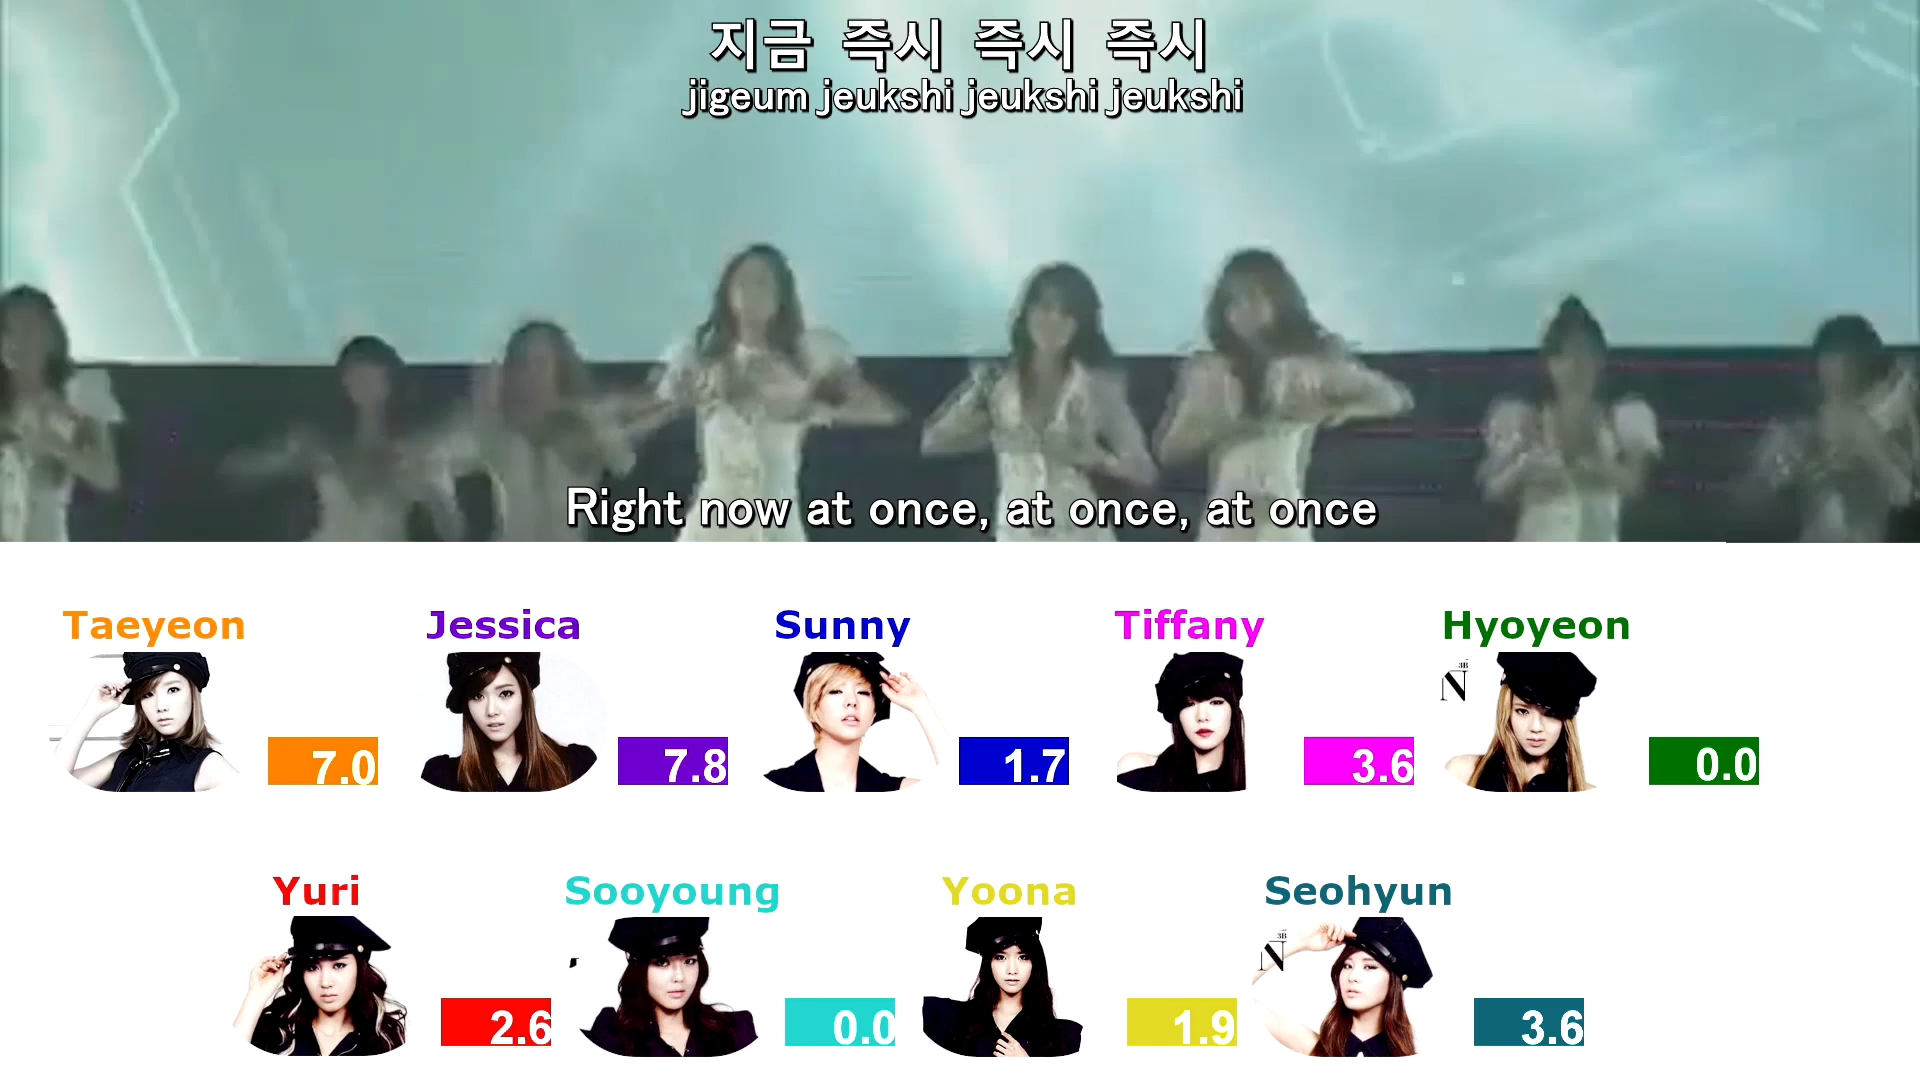 지금 즉시 즉시 즉시
jigeum jeukshi jeukshi jeukshi
Right now at once, at once, at once
Taeyeon
Jessica
Sunny
Tiffany
Hyoyeon
3B
N
7.0
7.8
1.7
3.6
0.0
Yuri
Sooyoung
Yoona
Seohyun
3B
N
2.6
0.0
1.9
3.6